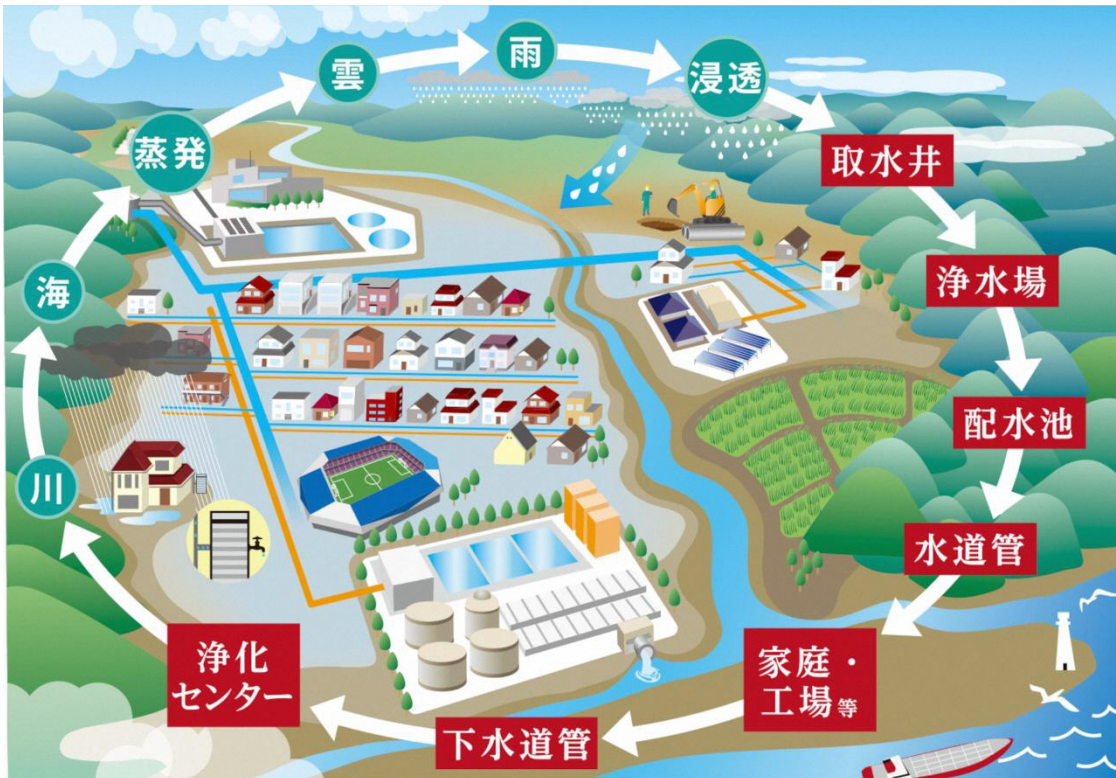 雲
雨
浸透
蒸発
取水井
浄水場
海
配水池
川
水道管
家庭・
工場等
浄化
センター
下水道管